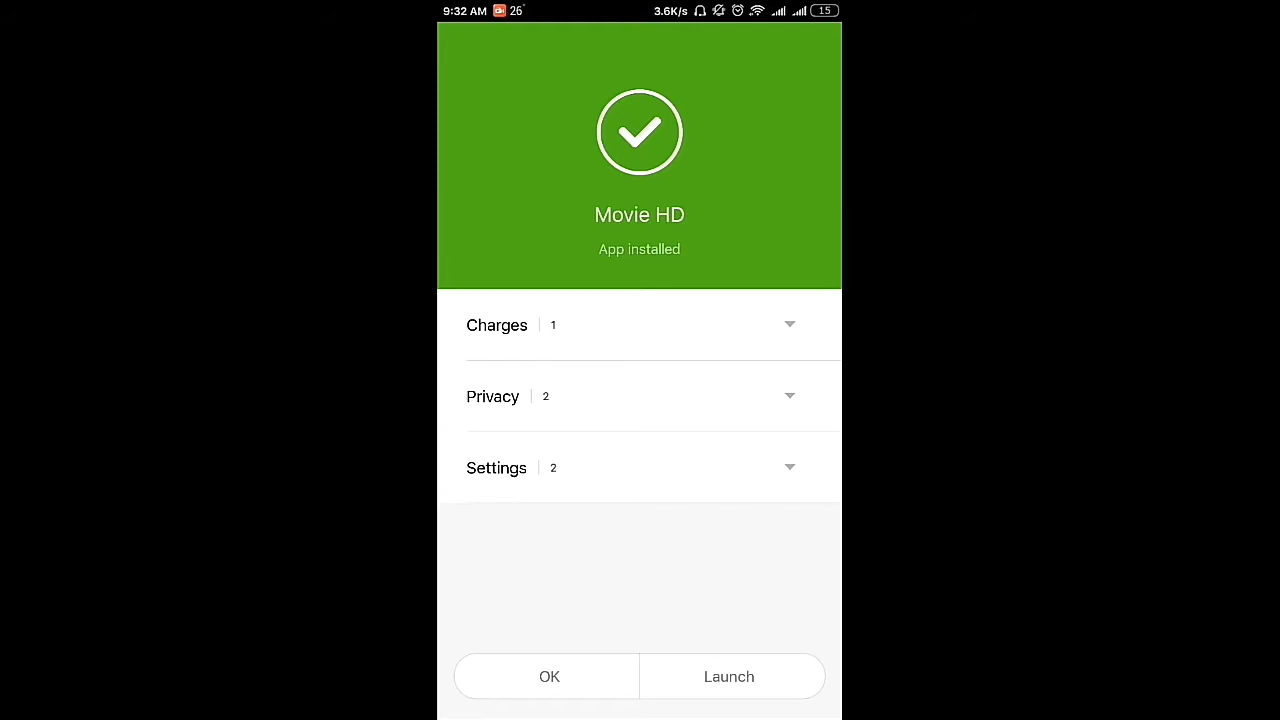 9:32 AM 26° 3.6K/s 15
Movie HD
App installed
Charges 1
Privacy 2
Settings 2
OK Launch